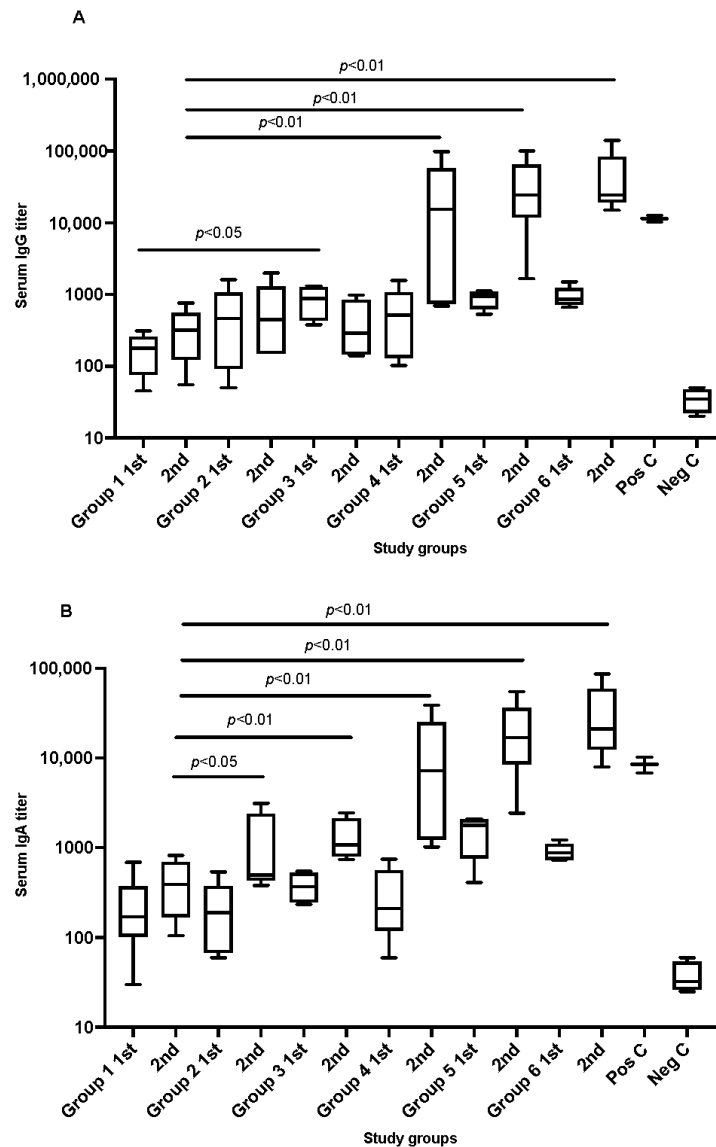 A
p<0.01
p<0.01
p<0.01
p<0.05
Serum IgG titer
1,000,000
100,000
10,000
1000
100
10
Group 1 1st
2nd
Group 2 1st
2nd
Group 3 1st
2nd
Group 4 1st
2nd
Group 5 1st
2nd
Group 6 1st
2nd
Pos C
Neg C
Study groups
B
p<0.01
p<0.01
p<0.01
p<0.01
p<0.05
Serum IgA titer
100,000
10,000
1000
100
10
Group 1 1st
2nd
Group 2 1st
2nd
Group 3 1st
2nd
Group 4 1st
2nd
Group 5 1st
2nd
Group 6 1st
2nd
Pos C
Neg C
Study groups